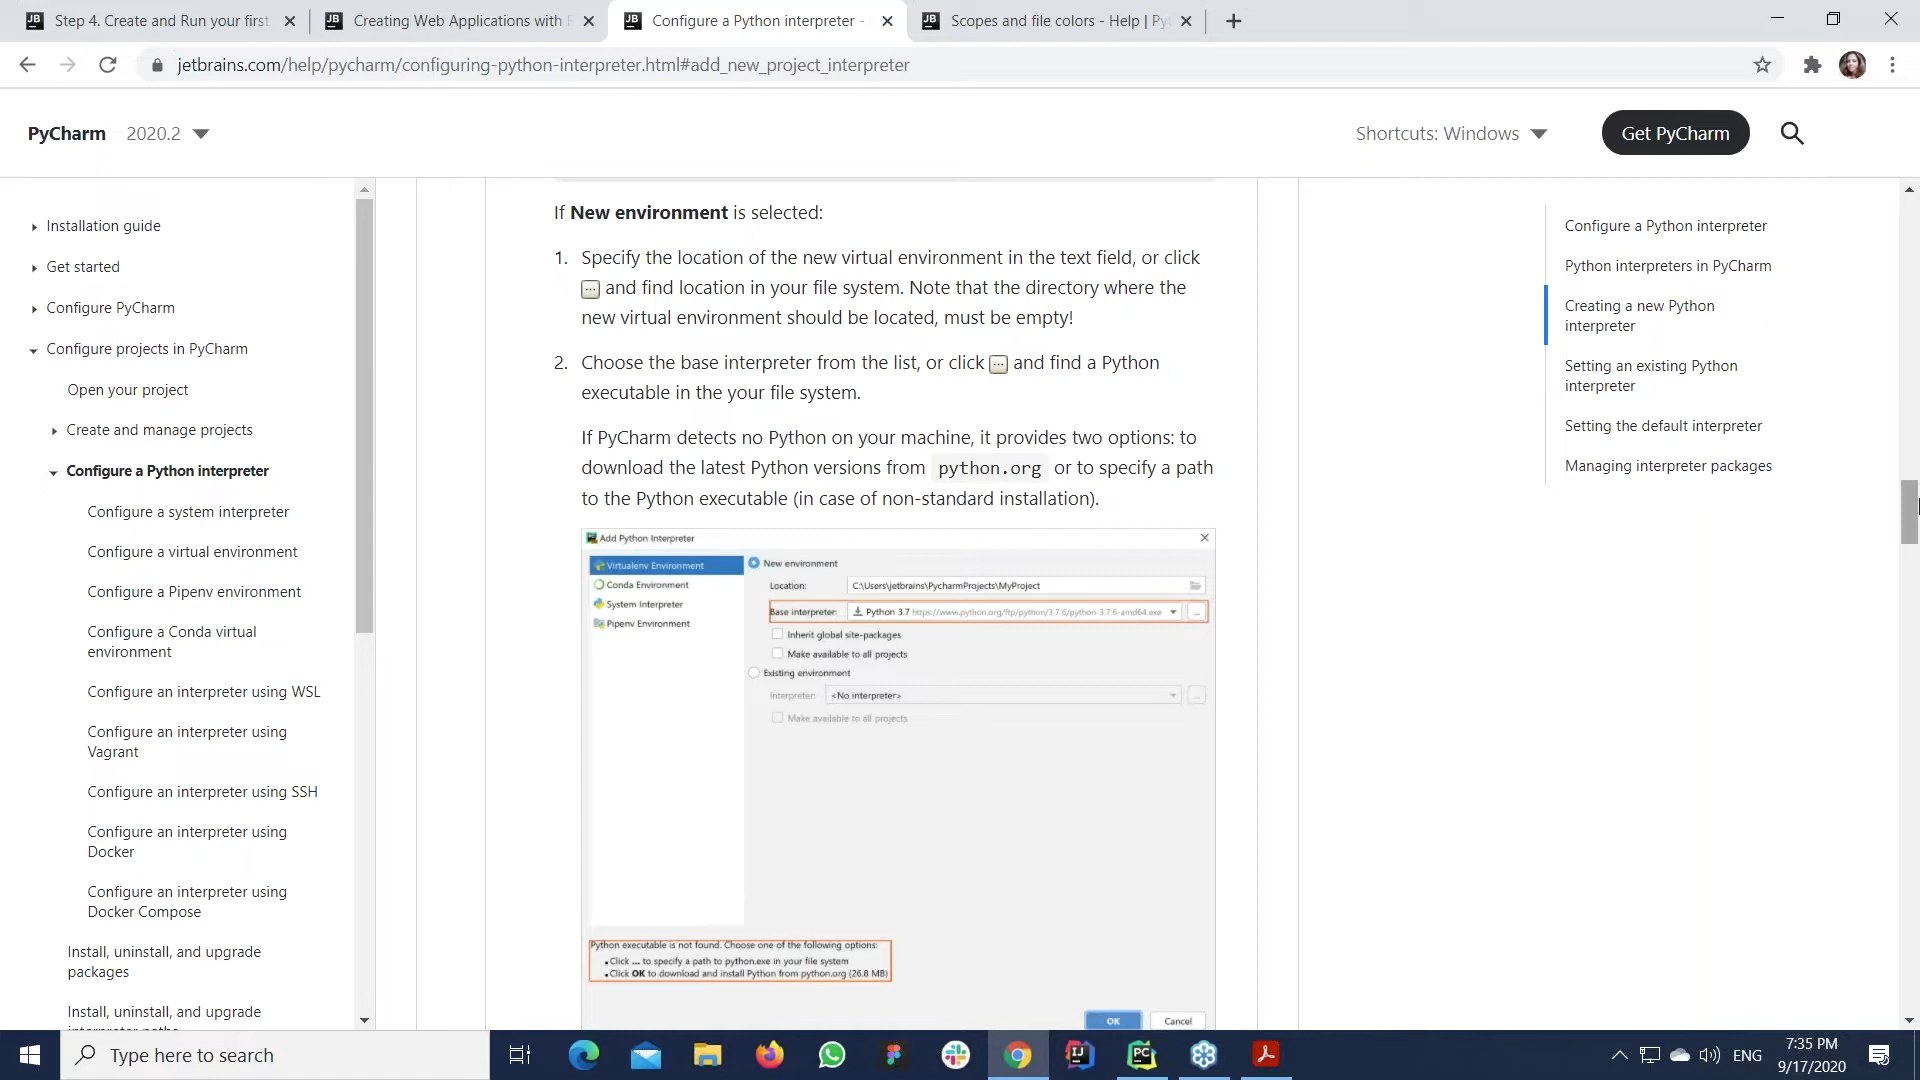 Step 4. Create and Run your first
Creating Web Applications with
Configure a Python interpreter -
Scopes and file colors - Help | Py
jetbrains.com/help/pycharm/configuring-python-interpreter.html#add_new_project_interpreter
PyCharm 2020.2
Shortcuts: Windows
Get PyCharm
Installation guide
Get started
Configure PyCharm
Configure projects in PyCharm
Open your project
Create and manage projects
Configure a Python interpreter
Configure a system interpreter
Configure a virtual environment
Configure a Pipenv environment
Configure a Conda virtual
environment
Configure an interpreter using WSL
Configure an interpreter using
Vagrant
Configure an interpreter using SSH
Configure an interpreter using
Docker
Configure an interpreter using
Docker Compose
Install, uninstall, and upgrade
packages
Install, uninstall, and upgrade
If New environment is selected:
1. Specify the location of the new virtual environment in the text field, or click
... and find location in your file system. Note that the directory where the
new virtual environment should be located, must be empty!
2. Choose the base interpreter from the list, or click ... and find a Python
executable in the your file system.
If PyCharm detects no Python on your machine, it provides two options: to
download the latest Python versions from python.org or to specify a path
to the Python executable (in case of non-standard installation).
Add Python Interpreter
Virtualenv Environment
Conda Environment
System Interpreter
Pipenv Environment
New environment
Location: C:\Users\jetbrains\PycharmProjects\MyProject
Base interpreter: Python 3.7 https://www.python.org/ftp/python/3.7.6/python-3.7.6-amd64.exe ...
Inherit global site-packages
Make available to all projects
Existing environment
Interpreter: <No interpreter> ...
Make available to all projects
Python executable is not found. Choose one of the following options:
• Click ... to specify a path to python.exe in your file system
• Click OK to download and install Python from python.org (26.8 MB)
OK Cancel
Configure a Python interpreter
Python interpreters in PyCharm
Creating a new Python
interpreter
Setting an existing Python
interpreter
Setting the default interpreter
Managing interpreter packages
Type here to search
ENG
7:35 PM
9/17/2020